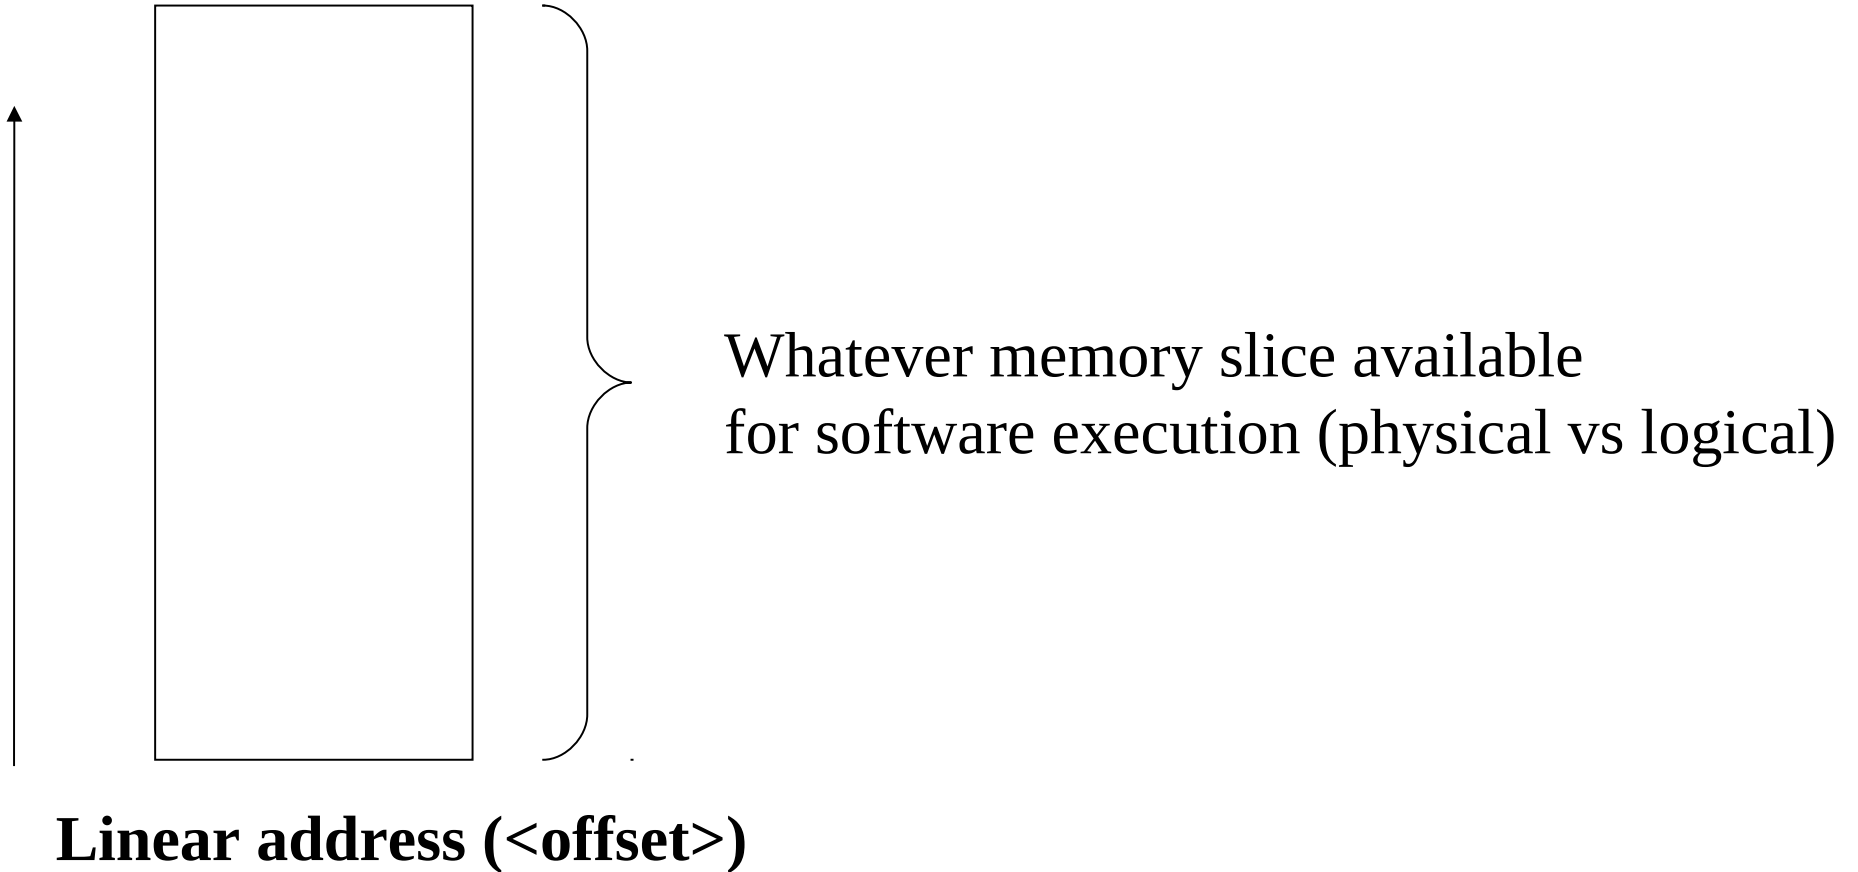 Whatever memory slice available
for software execution (physical vs logical)
Linear address (<offset>)